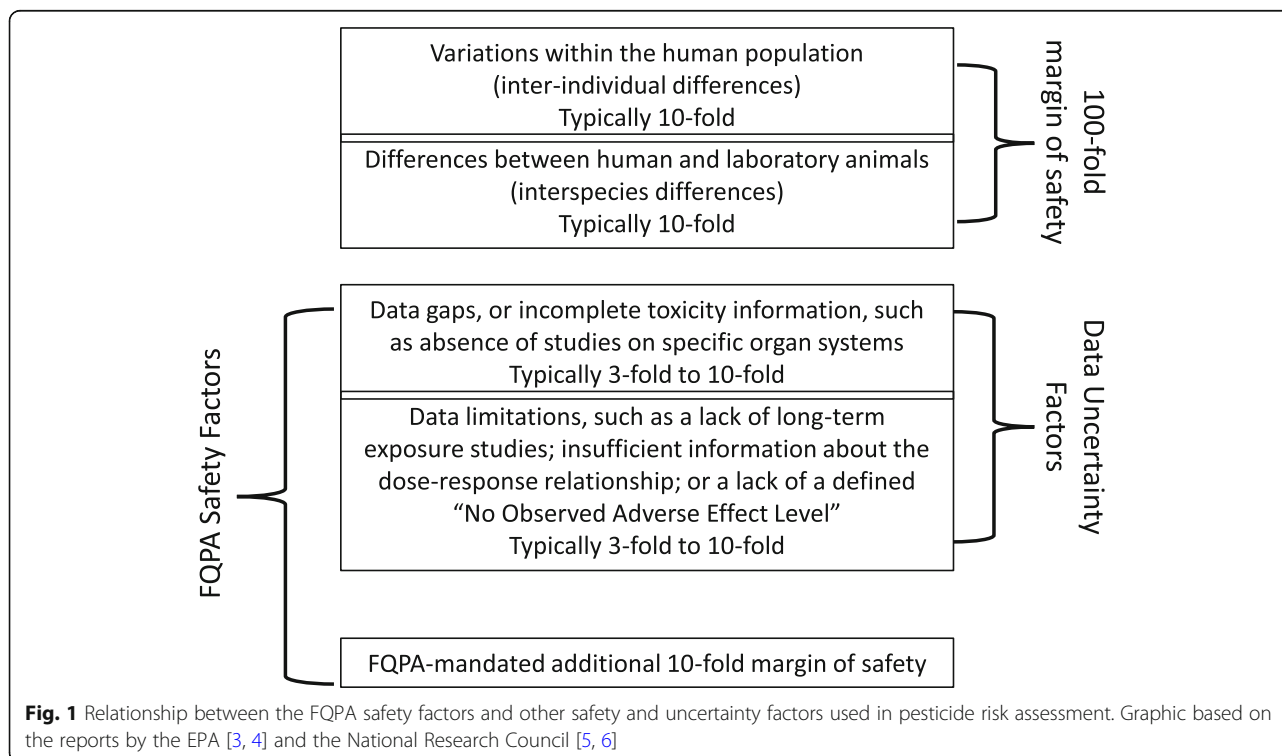 Variations within the human population
(inter-individual differences)
Typically 10-fold
Differences between human and laboratory animals
(interspecies differences)
Typically 10-fold
100-fold
margin of safety
FQPA Safety Factors
Data gaps, or incomplete toxicity information, such
as absence of studies on specific organ systems
Typically 3-fold to 10-fold
Data limitations, such as a lack of long-term
exposure studies; insufficient information about the
dose-response relationship; or a lack of a defined
“No Observed Adverse Effect Level”
Typically 3-fold to 10-fold
Data Uncertainty
Factors
FQPA-mandated additional 10-fold margin of safety
Fig. 1 Relationship between the FQPA safety factors and other safety and uncertainty factors used in pesticide risk assessment. Graphic based on
the reports by the EPA [3, 4] and the National Research Council [5, 6]